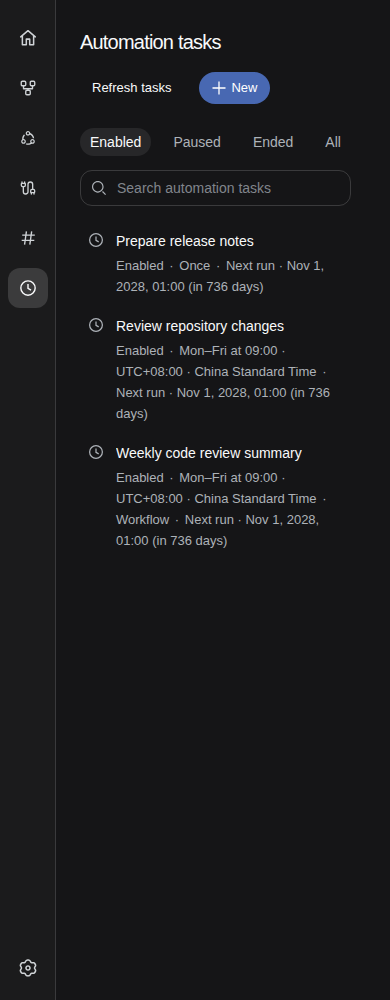 Automation tasks
Refresh tasks
New
Enabled Paused Ended All
Search automation tasks
Prepare release notes
Enabled · Once · Next run · Nov 1,
2028, 01:00 (in 736 days)
Review repository changes
Enabled · Mon–Fri at 09:00 ·
UTC+08:00 · China Standard Time ·
Next run · Nov 1, 2028, 01:00 (in 736
days)
Weekly code review summary
Enabled · Mon–Fri at 09:00 ·
UTC+08:00 · China Standard Time ·
Workflow · Next run · Nov 1, 2028,
01:00 (in 736 days)